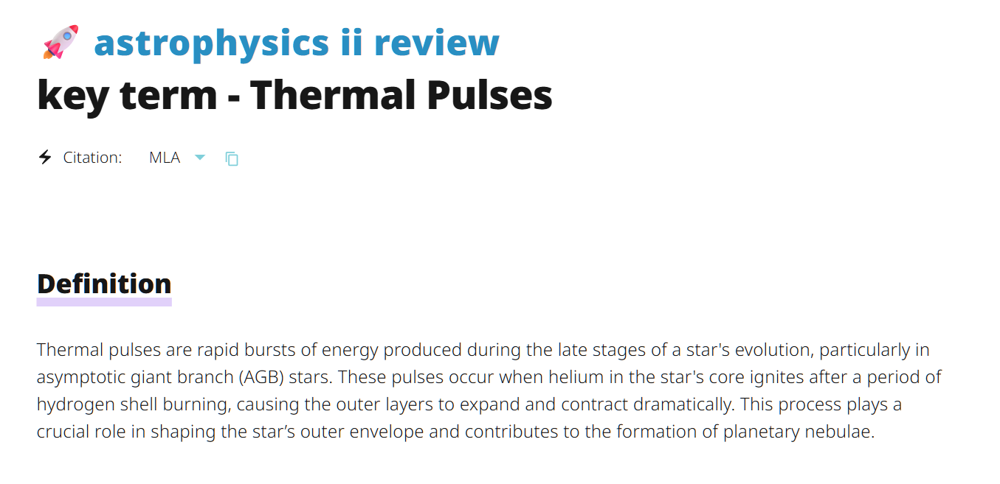 🚀 astrophysics ii review
key term - Thermal Pulses
Citation: MLA
Definition
Thermal pulses are rapid bursts of energy produced during the late stages of a star's evolution, particularly in
asymptotic giant branch (AGB) stars. These pulses occur when helium in the star's core ignites after a period of
hydrogen shell burning, causing the outer layers to expand and contract dramatically. This process plays a
crucial role in shaping the star’s outer envelope and contributes to the formation of planetary nebulae.